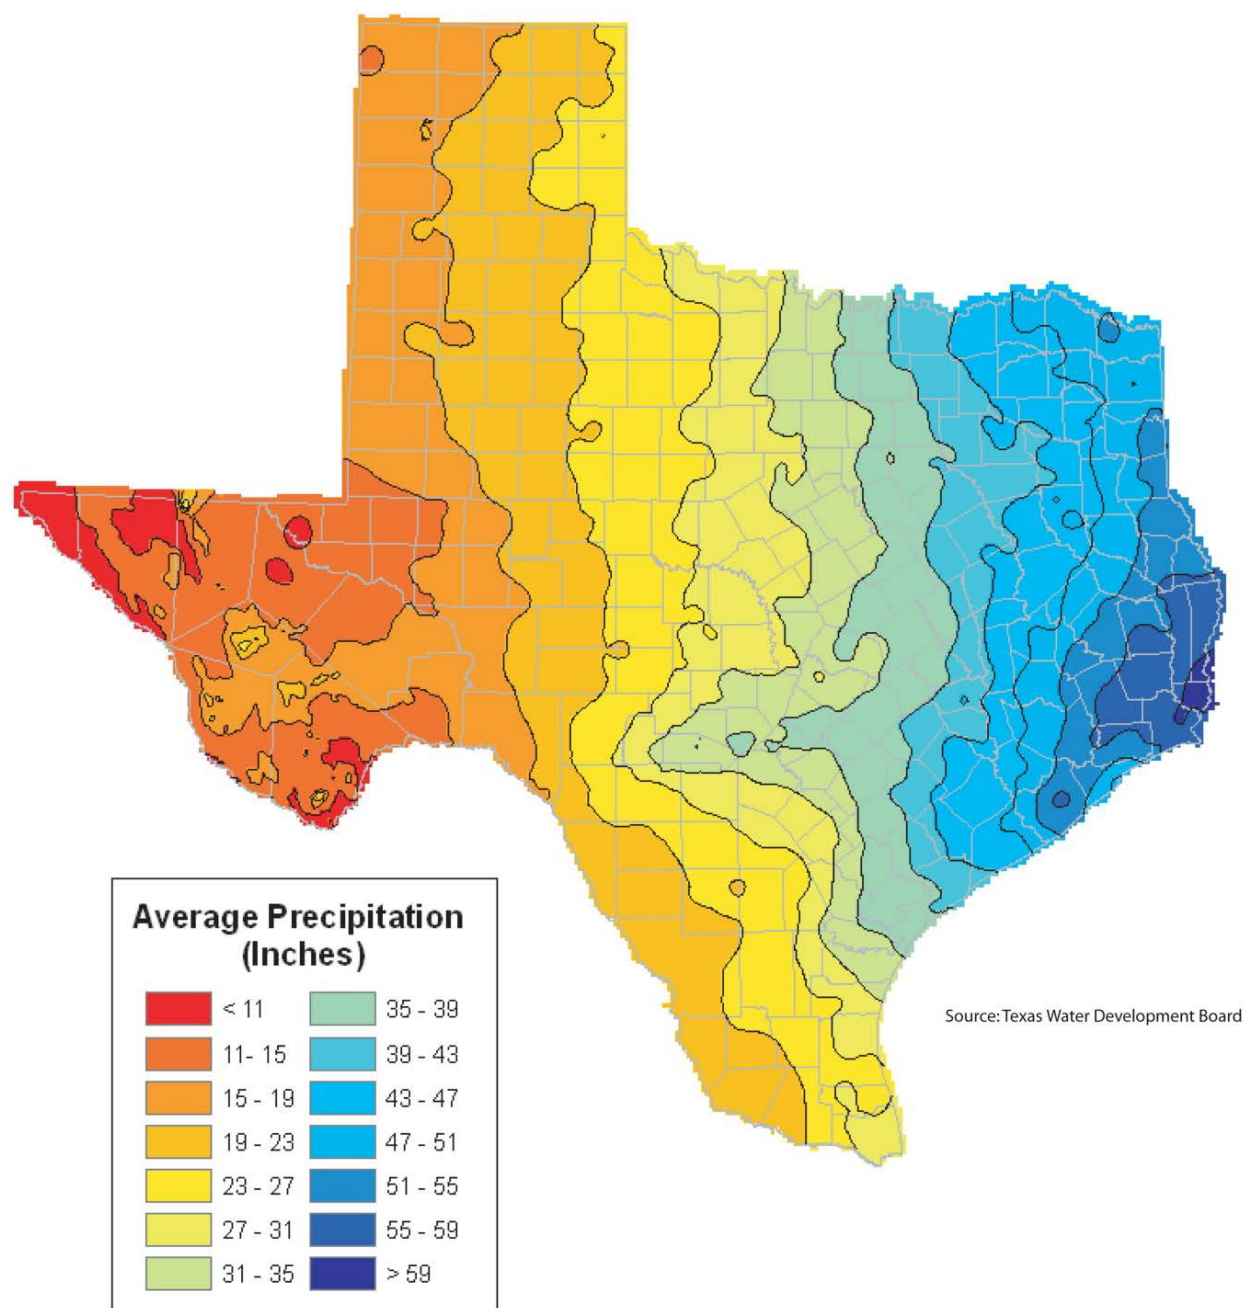 Average Precipitation
(Inches)
< 11
11- 15
15 - 19
19 - 23
23 - 27
27 - 31
31 - 35
35 - 39
39 - 43
43 - 47
47 - 51
51 - 55
55 - 59
> 59
Source: Texas Water Development Board